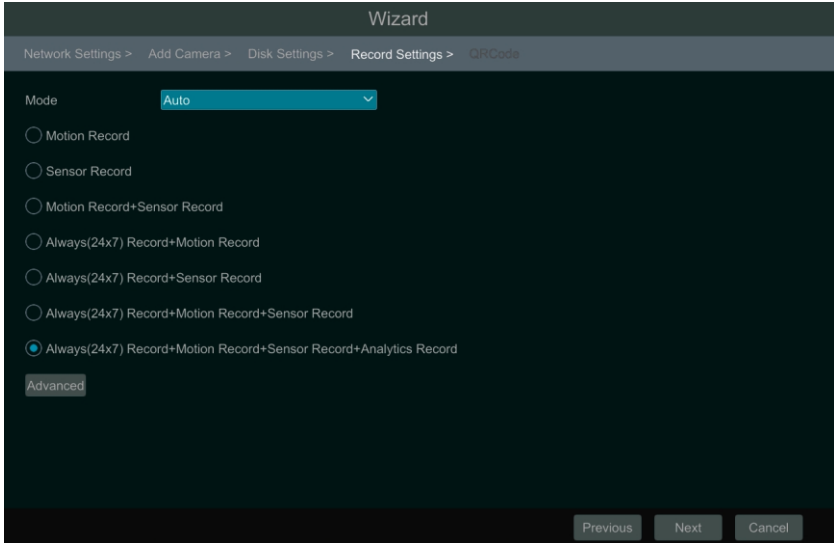 Wizard
Network Settings > Add Camera > Disk Settings > Record Settings > QRCode
Mode Auto
Motion Record
Sensor Record
Motion Record+Sensor Record
Always(24x7) Record+Motion Record
Always(24x7) Record+Sensor Record
Always(24x7) Record+Motion Record+Sensor Record
Always(24x7) Record+Motion Record+Sensor Record+Analytics Record
Advanced
Previous Next Cancel